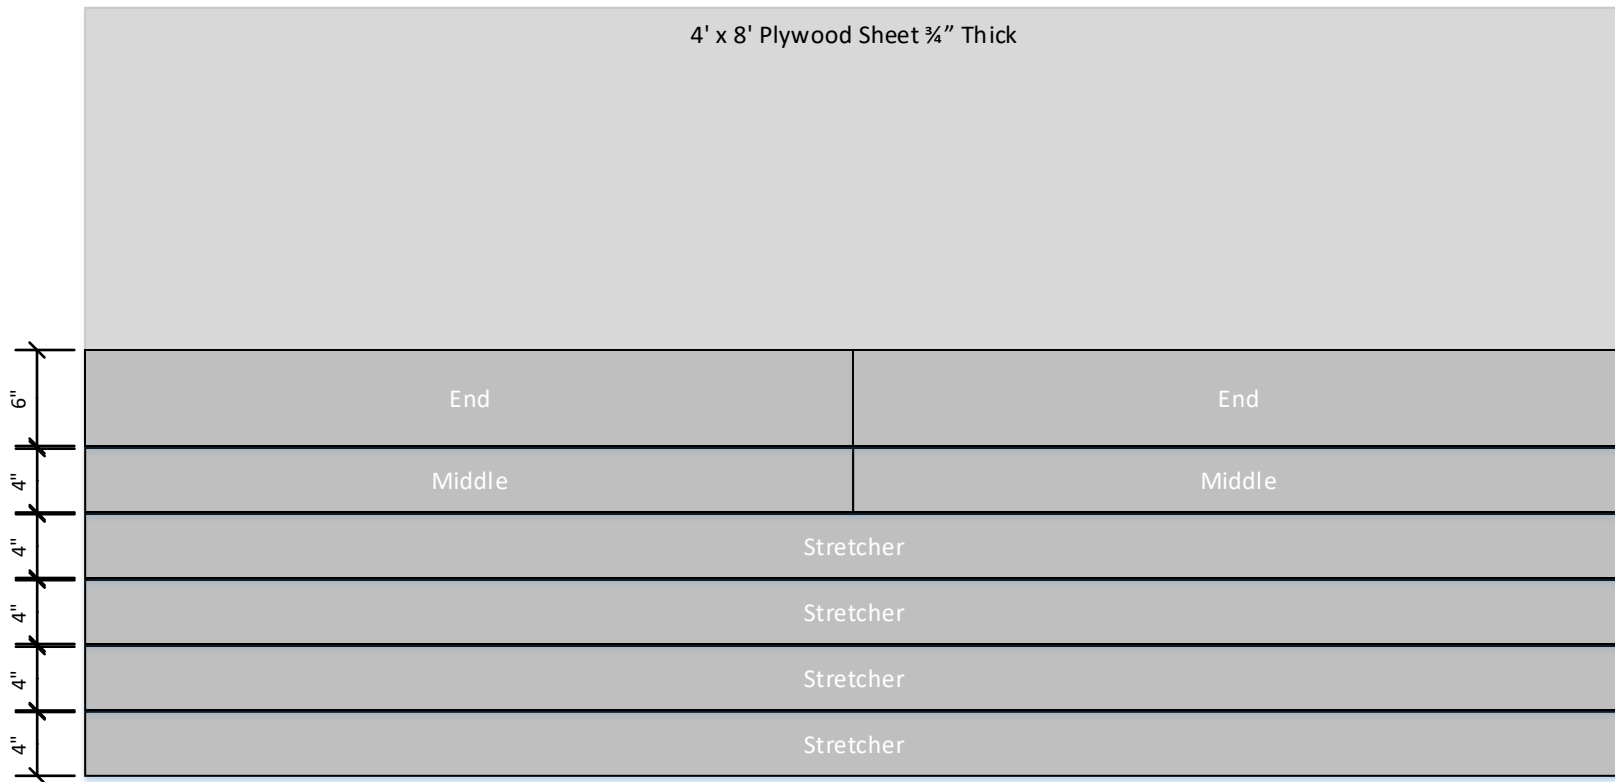 4' x 8' Plywood Sheet ¾” Thick
6"
End
End
4"
Middle
Middle
4"
Stretcher
4"
Stretcher
4"
Stretcher
4"
Stretcher